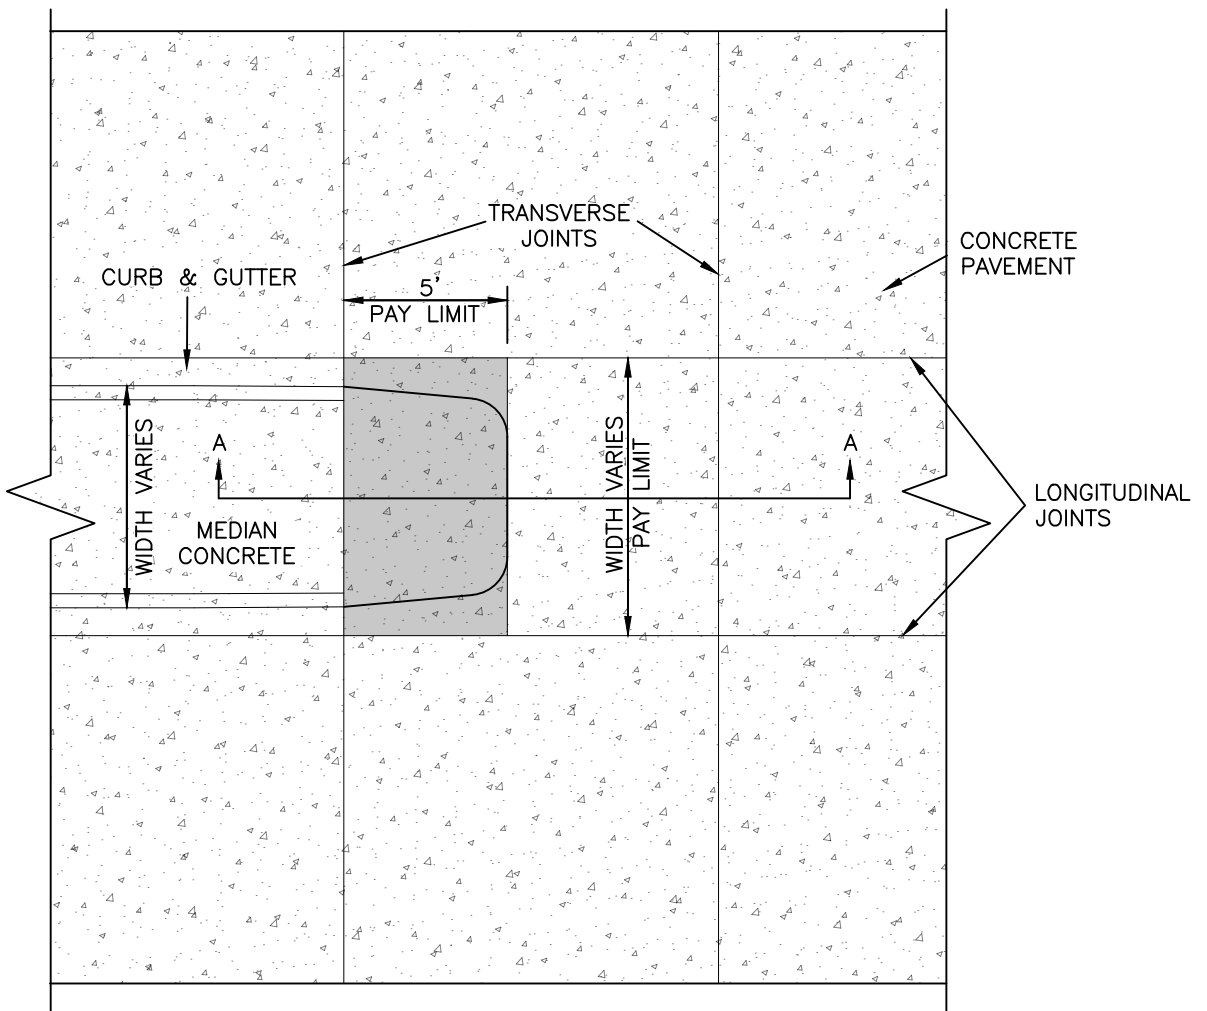 TRANSVERSE
JOINTS
CONCRETE
PAVEMENT
CURB & GUTTER
5'
PAY LIMIT
WIDTH VARIES
A
MEDIAN
CONCRETE
WIDTH VARIES
PAY LIMIT
A
LONGITUDINAL
JOINTS